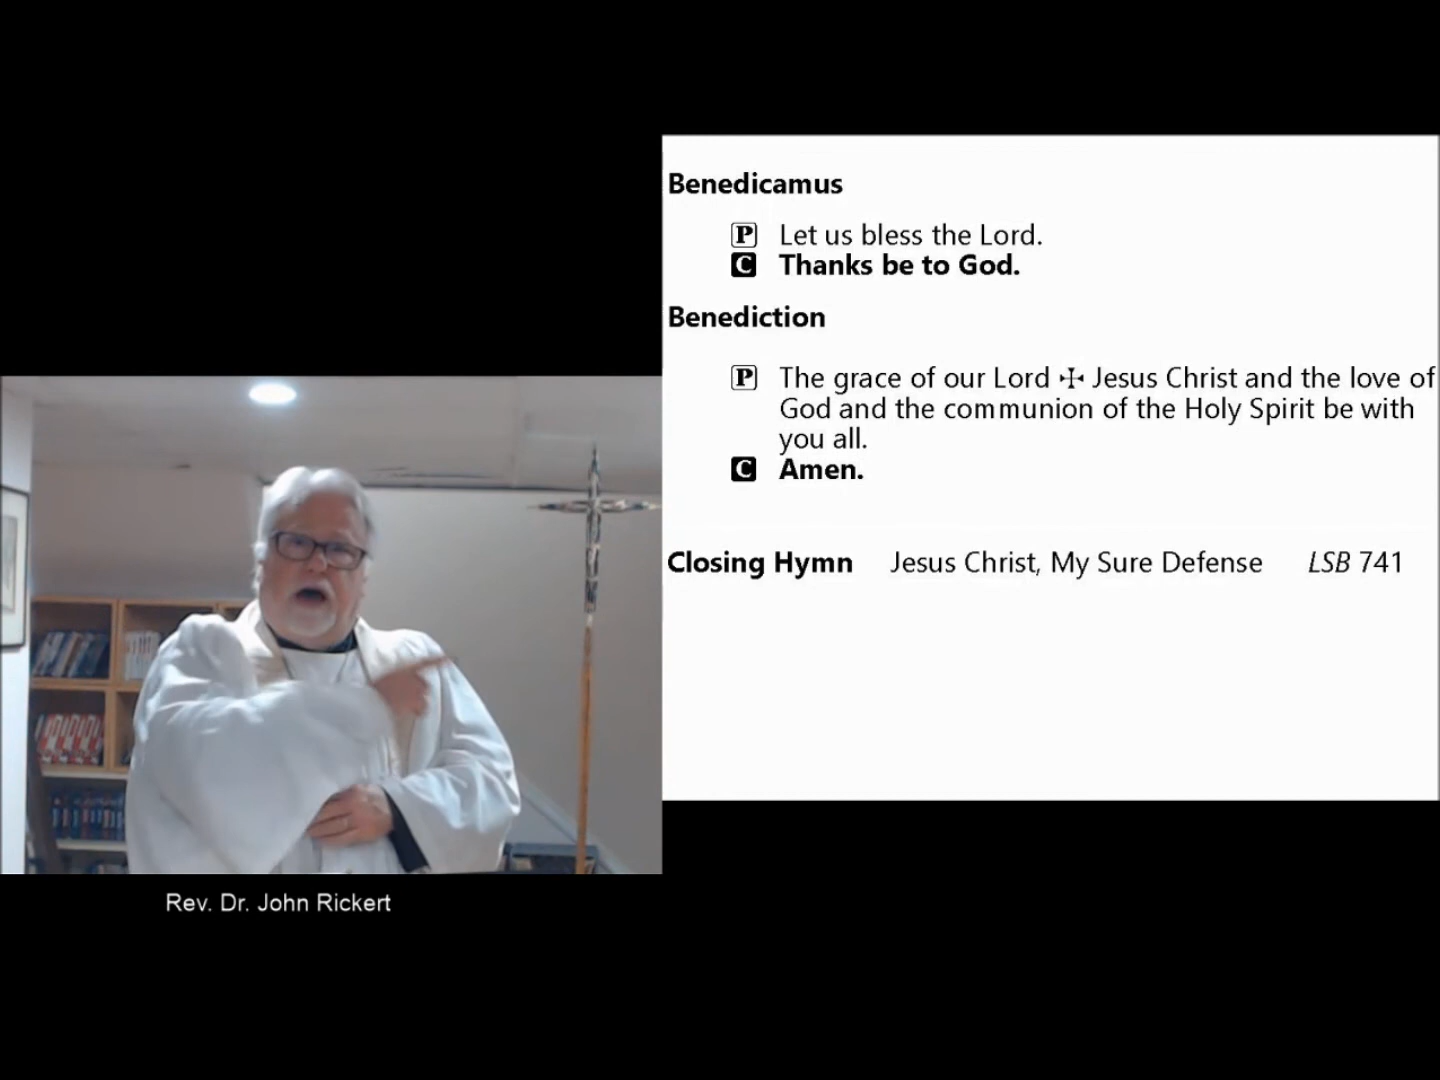 Benedicamus
P Let us bless the Lord.
C Thanks be to God.
Benediction
P The grace of our Lord ☩ Jesus Christ and the love of
God and the communion of the Holy Spirit be with
you all.
C Amen.
Closing Hymn Jesus Christ, My Sure Defense LSB 741
Rev. Dr. John Rickert